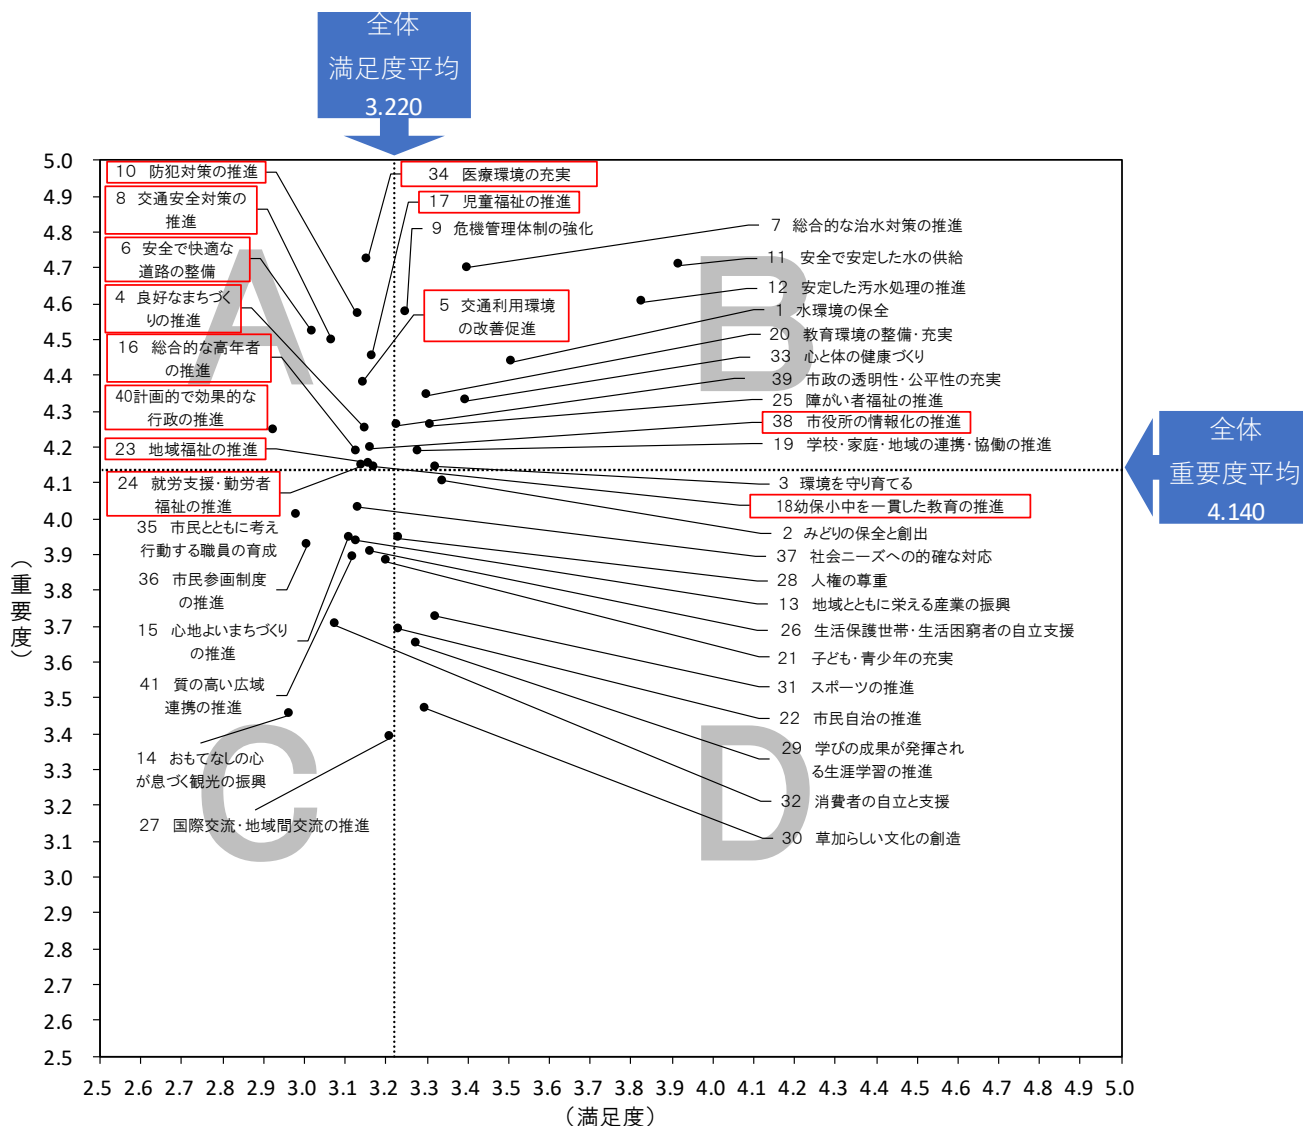 全体
満足度平均
3.220
5.0
4.9
4.8
4.7
4.6
4.5
4.4
4.3
4.2
4.1
4.0
3.9
3.8
3.7
3.6
3.5
3.4
3.3
3.2
3.1
3.0
2.9
2.8
2.7
2.6
2.5
（重要度）
A
B
C
D
10 防犯対策の推進
8 交通安全対策の
推進
6 安全で快適な
道路の整備
4 良好なまちづく
りの推進
16 総合的な高年者
の推進
40計画的で効果的な
行政の推進
23 地域福祉の推進
24 就労支援・勤労者
福祉の推進
35 市民とともに考え
行動する職員の育成
36 市民参画制度
の推進
15 心地よいまちづくり
の推進
41 質の高い広域
連携の推進
14 おもてなしの心
が息づく観光の振興
27 国際交流・地域間交流の推進
34 医療環境の充実
17 児童福祉の推進
9 危機管理体制の強化
5 交通利用環境
の改善促進
7 総合的な治水対策の推進
11 安全で安定した水の供給
12 安定した汚水処理の推進
1 水環境の保全
20 教育環境の整備・充実
33 心と体の健康づくり
39 市政の透明性・公平性の充実
25 障がい者福祉の推進
38 市役所の情報化の推進
19 学校・家庭・地域の連携・協働の推進
3 環境を守り育てる
18幼保小中を一貫した教育の推進
2 みどりの保全と創出
37 社会ニーズへの的確な対応
28 人権の尊重
13 地域とともに栄える産業の振興
26 生活保護世帯・生活困窮者の自立支援
21 子ども・青少年の充実
31 スポーツの推進
22 市民自治の推進
29 学びの成果が発揮され
る生涯学習の推進
32 消費者の自立と支援
30 草加らしい文化の創造
全体
重要度平均
4.140
2.5 2.6 2.7 2.8 2.9 3.0 3.1 3.2 3.3 3.4 3.5 3.6 3.7 3.8 3.9 4.0 4.1 4.2 4.3 4.4 4.5 4.6 4.7 4.8 4.9 5.0
（満足度）